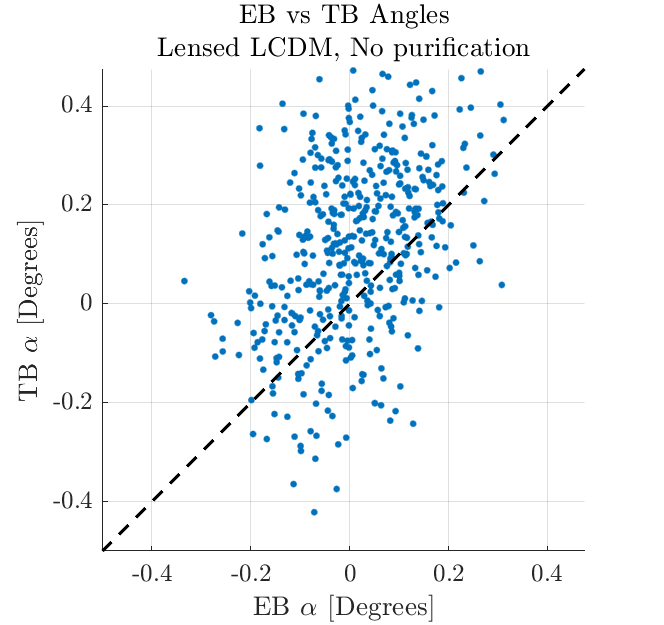 EB vs TB Angles
Lensed LCDM, No purification
TB α [Degrees]
0.4
0.2
0
-0.2
-0.4
-0.4
-0.2
0
0.2
0.4
EB α [Degrees]